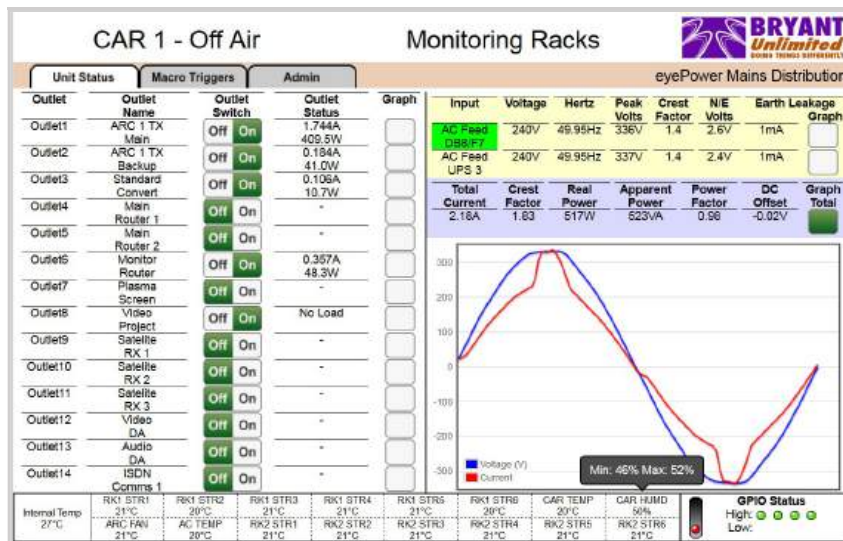 CAR 1 - Off Air
Monitoring Racks
BRYANT
Unlimited
DOING THINGS DIFFERENTLY
Unit Status
Macro Triggers
Admin
eyePower Mains Distribution
Outlet Outlet Name Outlet Switch Outlet Status Graph
Outlet1 ARC 1 TX Main Off On 1.744A 409.5W
Outlet2 ARC 1 TX Backup Off On 0.184A 41.0W
Outlet3 Standard Convert Off On 0.106A 10.7W
Outlet4 Main Router 1 Off On -
Outlet5 Main Router 2 Off On -
Outlet6 Monitor Router Off On 0.357A 48.3W
Outlet7 Plasma Screen Off On -
Outlet8 Video Project Off On No Load
Outlet9 Satelite RX 1 Off On -
Outlet10 Satelite RX 2 Off On -
Outlet11 Satelite RX 3 Off On -
Outlet12 Video DA Off On -
Outlet13 Audio DA Off On -
Outlet14 ISDN Comms 1 Off On -
Input Voltage Hertz Peak Volts Crest Factor N/E Volts Earth Leakage Graph
AC Feed DB8/F7 240V 49.95Hz 336V 1.4 2.6V 1mA
AC Feed UPS 3 240V 49.95Hz 337V 1.4 2.4V 1mA
Total Current Crest Factor Real Power Apparent Power Power Factor DC Offset Graph Total
2.18A 1.83 517W 523VA 0.98 -0.02V
300
200
100
0
-100
-200
-300
Voltage (V)
Current
Min: 46% Max: 52%
Internal Temp 27°C
RK1 STR1 RK1 STR2 RK1 STR3 RK1 STR4 RK1 STR5 RK1 STR6 CAR TEMP CAR HUMD
21°C 20°C 21°C 21°C 21°C 21°C 20°C 50%
ARC FAN AC TEMP RK2 STR1 RK2 STR2 RK2 STR3 RK2 STR4 RK2 STR5 RK2 STR6
21°C 20°C 21°C 21°C 21°C 21°C 21°C 21°C
GPIO Status
High:
Low: